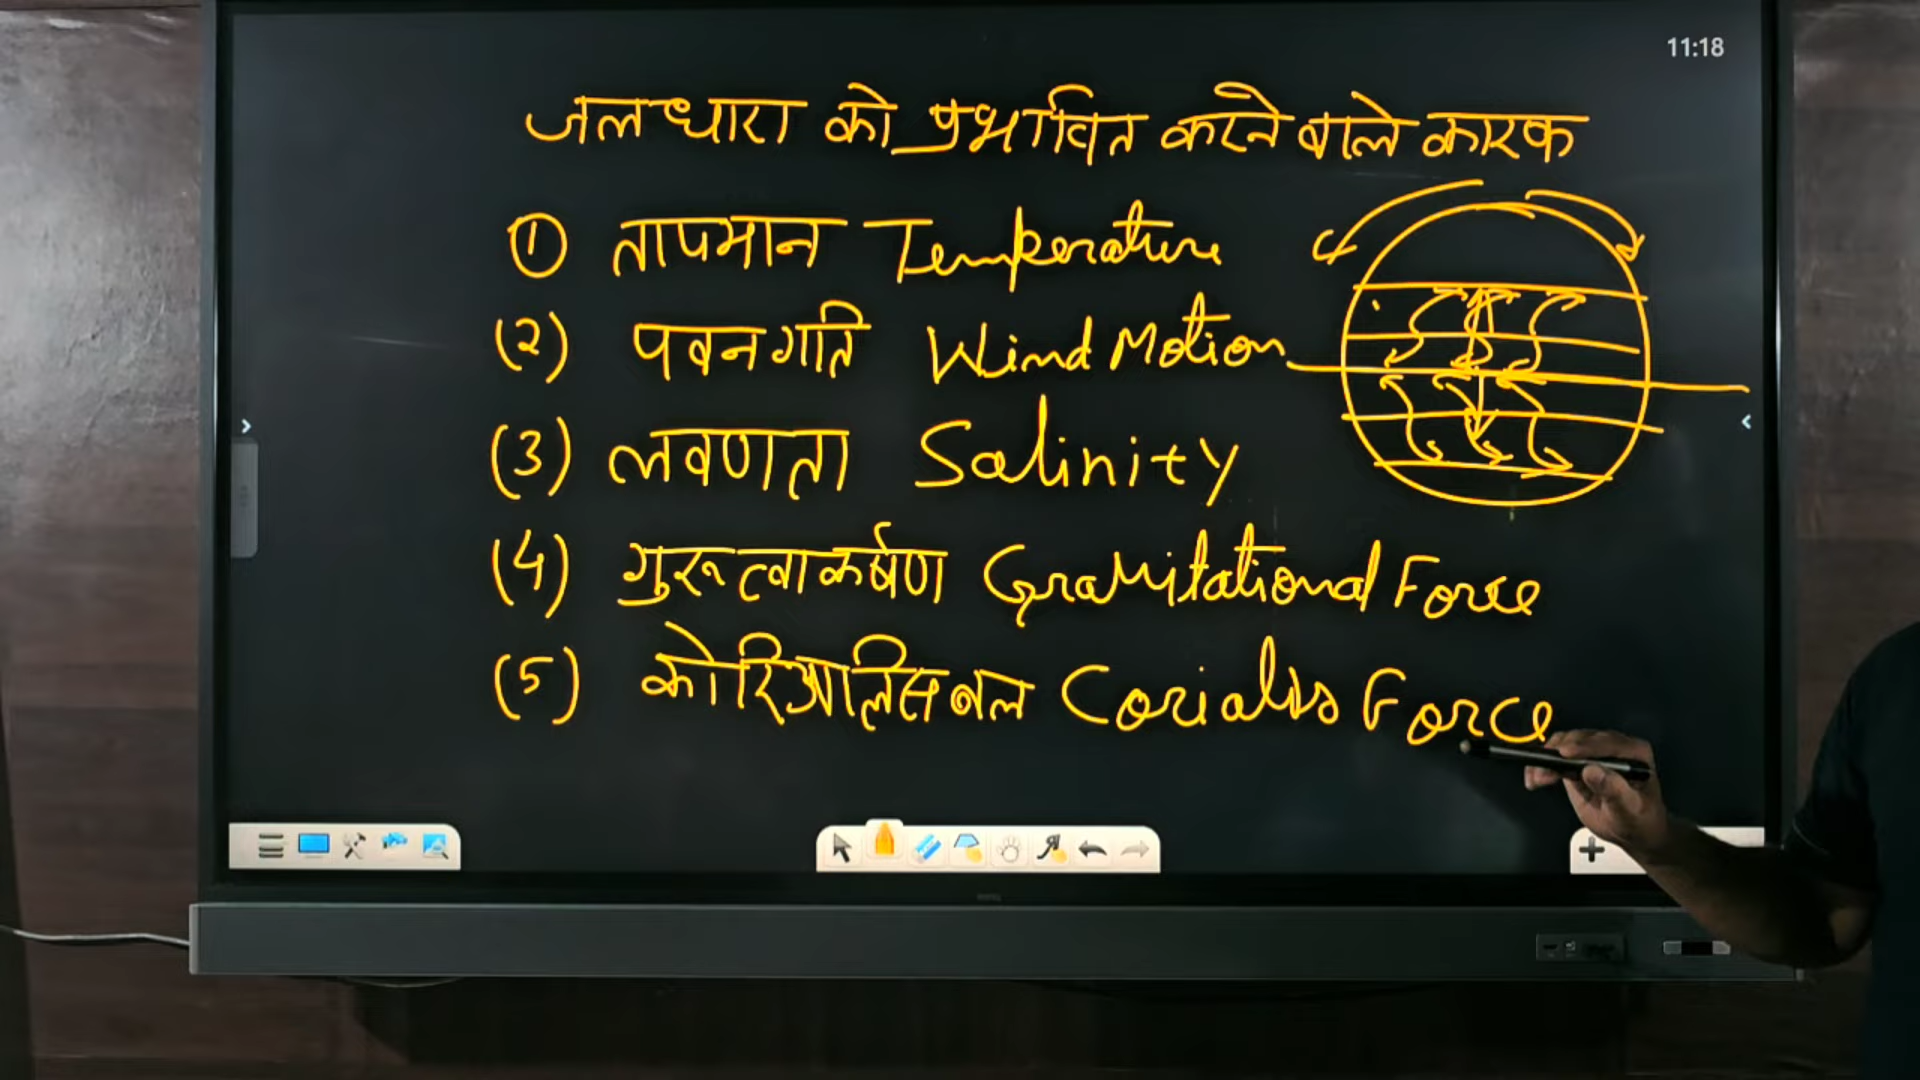 11:18
जलधारा को प्रभावित करने वाले कारक
① तापमान Temperature
(2) पवनगति Wind Motion
(3) लवणता Salinity
(4) गुरूत्वाकर्षण Gravitational Force
(5) कोरिआलिस बल Corialis Force